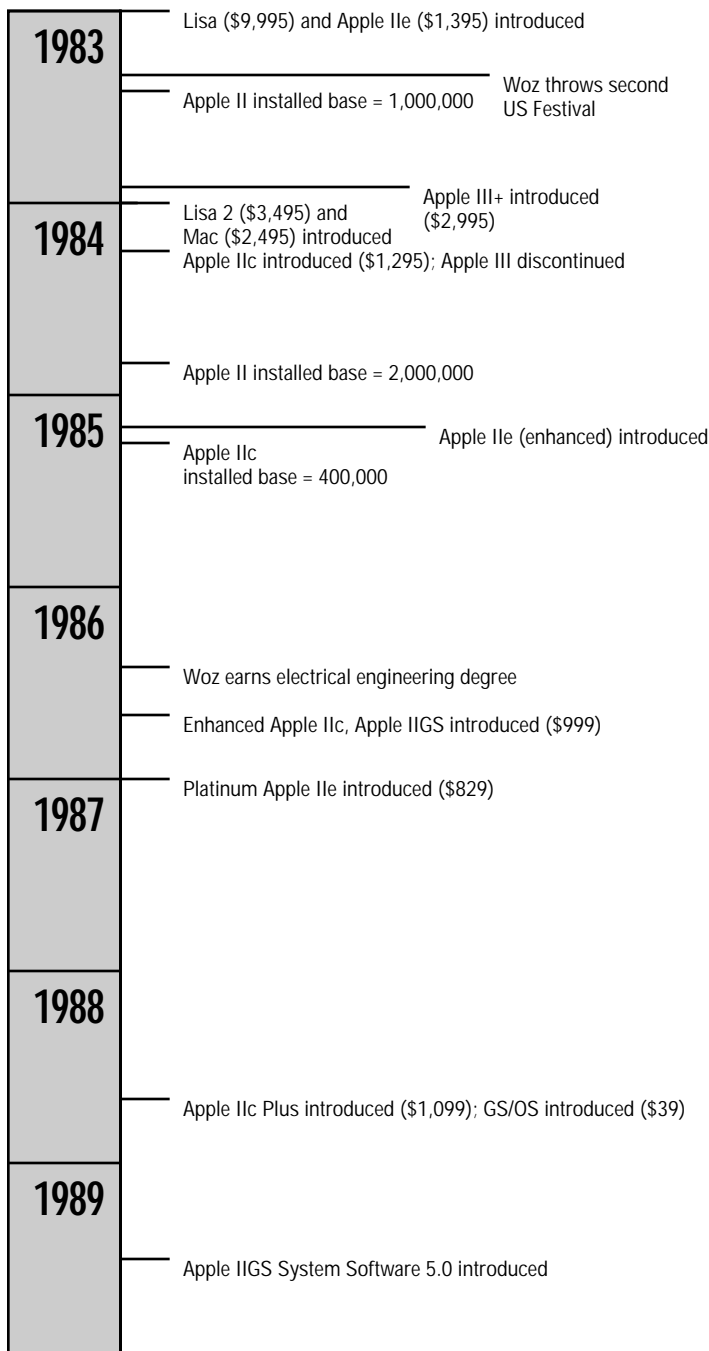 Lisa ($9,995) and Apple IIe ($1,395) introduced
1983
Woz throws second
US Festival
Apple II installed base = 1,000,000
Apple III+ introduced
($2,995)
Lisa 2 ($3,495) and
Mac ($2,495) introduced
1984
Apple IIc introduced ($1,295); Apple III discontinued
Apple II installed base = 2,000,000
1985
Apple IIe (enhanced) introduced
Apple IIc
installed base = 400,000
1986
Woz earns electrical engineering degree
Enhanced Apple IIc, Apple IIGS introduced ($999)
Platinum Apple IIe introduced ($829)
1987
1988
Apple IIc Plus introduced ($1,099); GS/OS introduced ($39)
1989
Apple IIGS System Software 5.0 introduced